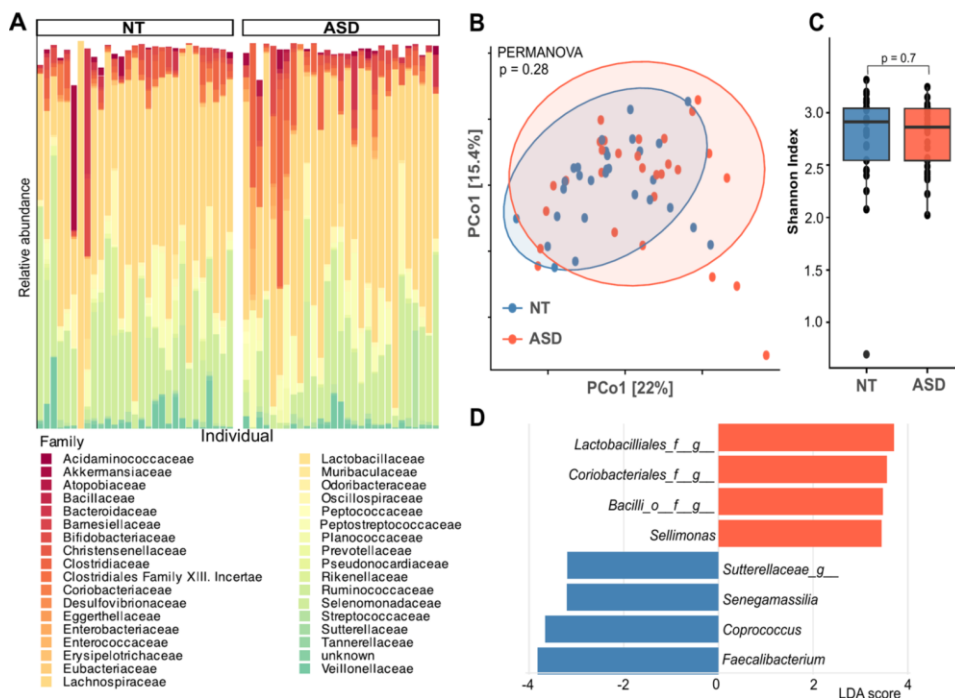 A
NT
ASD
Relative abundance
Individual
Family
Acidaminococcaceae
Akkermansiaceae
Atopobiaceae
Bacillaceae
Bacteroidaceae
Barnesiellaceae
Bifidobacteriaceae
Christensenellaceae
Clostridiaceae
Clostridiales Family XIII. Incertae
Coriobacteriaceae
Desulfovibrionaceae
Eggerthellaceae
Enterobacteriaceae
Enterococcaceae
Erysipelotrichaceae
Eubacteriaceae
Lachnospiraceae
Lactobacillaceae
Muribaculaceae
Odoribacteraceae
Oscillospiraceae
Peptococcaceae
Peptostreptococcaceae
Planococcaceae
Prevotellaceae
Pseudonocardiaceae
Rikenellaceae
Ruminococcaceae
Selenomonadaceae
Streptococcaceae
Sutterellaceae
Tannerellaceae
unknown
Veillonellaceae
B
PERMANOVA
p = 0.28
PCo1 [15.4%]
NT
ASD
PCo1 [22%]
C
p = 0.7
Shannon Index
3.0
2.5
2.0
1.5
1.0
NT
ASD
D
Lactobacilliales_f__g__
Coriobacteriales_f__g__
Bacilli_o__f__g__
Sellimonas
Sutterellaceae_g__
Senegamassilia
Coprococcus
Faecalibacterium
-4
-2
0
2
4
LDA score